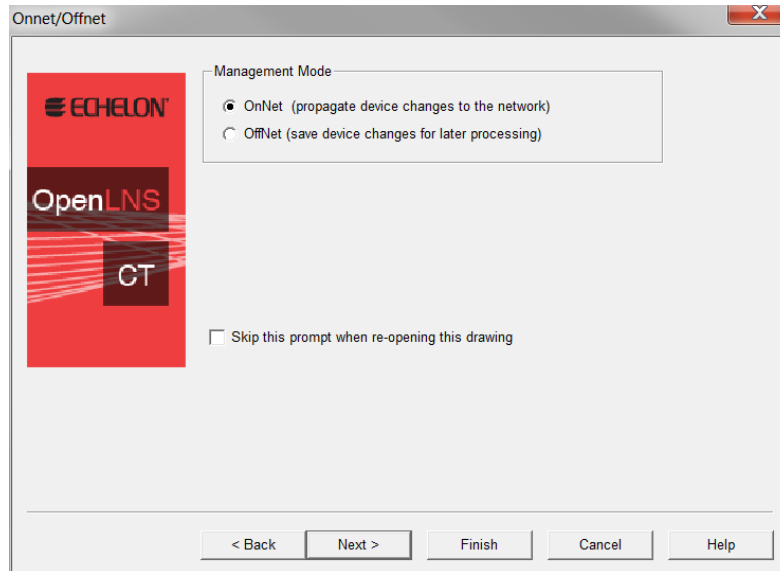 Onnet/Offnet
X
ECHELON
OpenLNS
CT
Management Mode
OnNet (propagate device changes to the network)
OffNet (save device changes for later processing)
Skip this prompt when re-opening this drawing
< Back
Next >
Finish
Cancel
Help